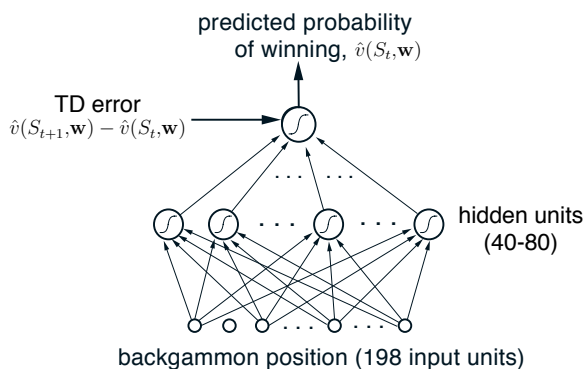 predicted probability
of winning, v̂(S_t,w)
TD error
v̂(S_{t+1},w) − v̂(S_t,w)
. . . . . .
hidden units
(40-80)
. . . . . .
. . . . . .
backgammon position (198 input units)